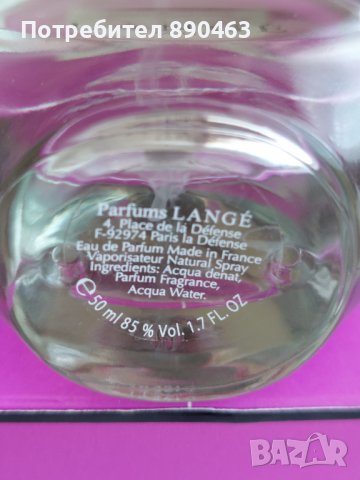 Потребител 890463
Parfums LANGÉ
4, Place de la Défense
F-92974 Paris la Défense
Eau de Parfum Made in France
Vaporisateur Natural Spray
Ingredients: Acqua denat,
Parfum Fragrance,
Acqua Water.
℮ 50 ml 85 % Vol. 1.7 FL. OZ
BAZAR